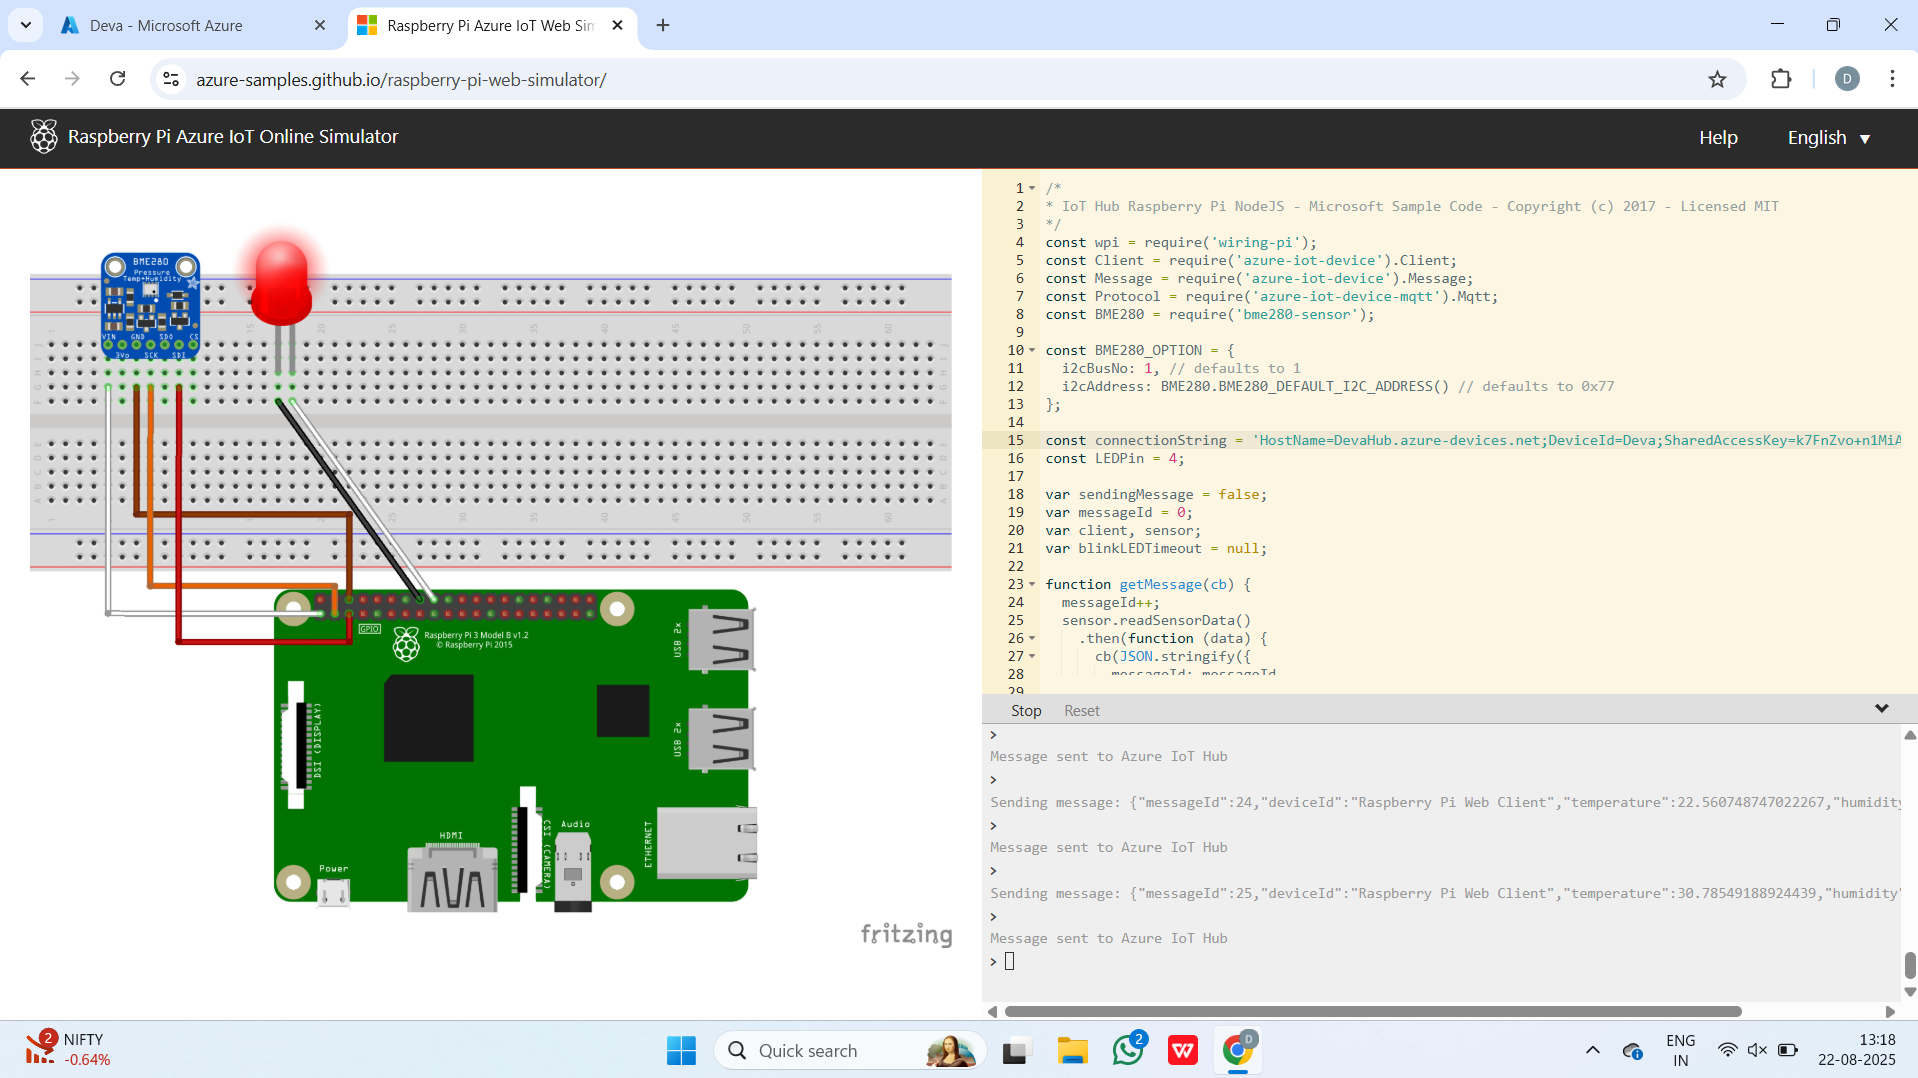 Deva - Microsoft Azure
Raspberry Pi Azure IoT Web Sim
azure-samples.github.io/raspberry-pi-web-simulator/
D
Raspberry Pi Azure IoT Online Simulator
Help
English ▼
BME280
Pressure
Temp+Humidity
VIN GND SDO CS
3Vo SCK SDI
GPIO
Raspberry Pi 3 Model B v1.2
© Raspberry Pi 2015
USB 2x
USB 2x
DSI (DISPLAY)
HDMI
CSI (CAMERA)
Audio
ETHERNET
Power
fritzing
1 /*
2 * IoT Hub Raspberry Pi NodeJS - Microsoft Sample Code - Copyright (c) 2017 - Licensed MIT
3 */
4 const wpi = require('wiring-pi');
5 const Client = require('azure-iot-device').Client;
6 const Message = require('azure-iot-device').Message;
7 const Protocol = require('azure-iot-device-mqtt').Mqtt;
8 const BME280 = require('bme280-sensor');
9
10 const BME280_OPTION = {
11 i2cBusNo: 1, // defaults to 1
12 i2cAddress: BME280.BME280_DEFAULT_I2C_ADDRESS() // defaults to 0x77
13 };
14
15 const connectionString = 'HostName=DevaHub.azure-devices.net;DeviceId=Deva;SharedAccessKey=k7FnZvo+n1MiA
16 const LEDPin = 4;
17
18 var sendingMessage = false;
19 var messageId = 0;
20 var client, sensor;
21 var blinkLEDTimeout = null;
22
23 function getMessage(cb) {
24 messageId++;
25 sensor.readSensorData()
26 .then(function (data) {
27 cb(JSON.stringify({
28 messageId: messageId
29
Stop Reset
>
Message sent to Azure IoT Hub
>
Sending message: {"messageId":24,"deviceId":"Raspberry Pi Web Client","temperature":22.560748747022267,"humidity
>
Message sent to Azure IoT Hub
>
Sending message: {"messageId":25,"deviceId":"Raspberry Pi Web Client","temperature":30.78549188924439,"humidity"
>
Message sent to Azure IoT Hub
>
2
NIFTY
-0.64%
Quick search
2
W
D
ENG
IN
13:18
22-08-2025